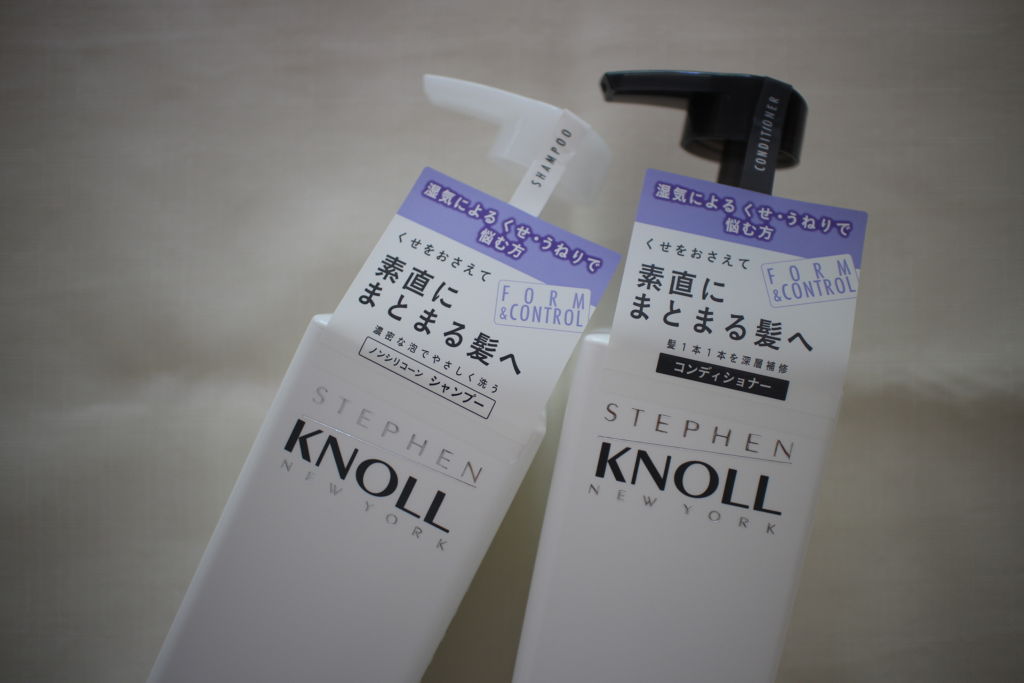 SHAMPOO
湿気による くせ・うねりで
悩む方
くせをおさえて
FORM
&CONTROL
素直に
まとまる髪へ
濃密な泡でやさしく洗う
ノンシリコーン シャンプー
STEPHEN
KNOLL
NEW YORK
CONDITIONER
湿気による くせ・うねりで
悩む方
くせをおさえて
FORM
&CONTROL
素直に
まとまる髪へ
髪1本1本を深層補修
コンディショナー
STEPHEN
KNOLL
NEW YORK